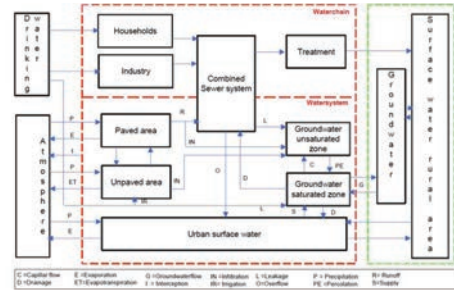 Drinking water
Waterchain
Households
Industry
Combined
Sewer system
Treatment
Surface water rural area
Groundwater
Watersystem
Atmosphere
P
E
I
P
ET
P
E
Paved area
Unpaved area
R
IN
IN
L
O
D
L
Groundwater
unsaturated
zone
C
PE
Groundwater
saturated zone
G
S
D
Urban surface water
C =Capillar flow
E =Evaporation
G =Groundwaterflow
IN =Infiltration
L =Leakage
P = Precipitation
R= Runoff
D =Drainage
ET=Evapotranspiration
I = Interception
IR= Irrigation
O=Overflow
PE = Percolation
S=Supply